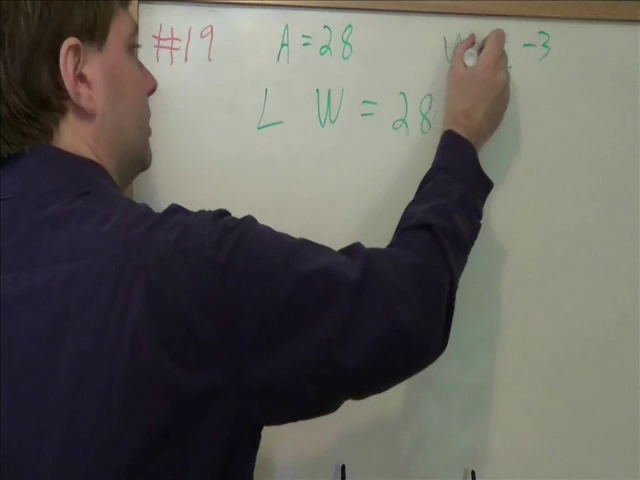 #19 A = 28 W -3
L W = 28